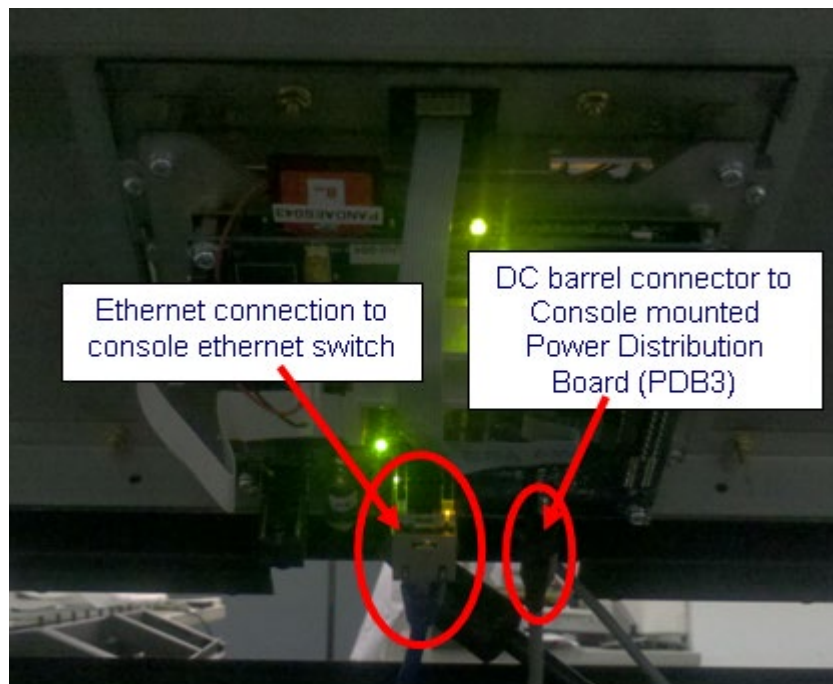 Ethernet connection to
console ethernet switch
DC barrel connector to
Console mounted
Power Distribution
Board (PDB3)